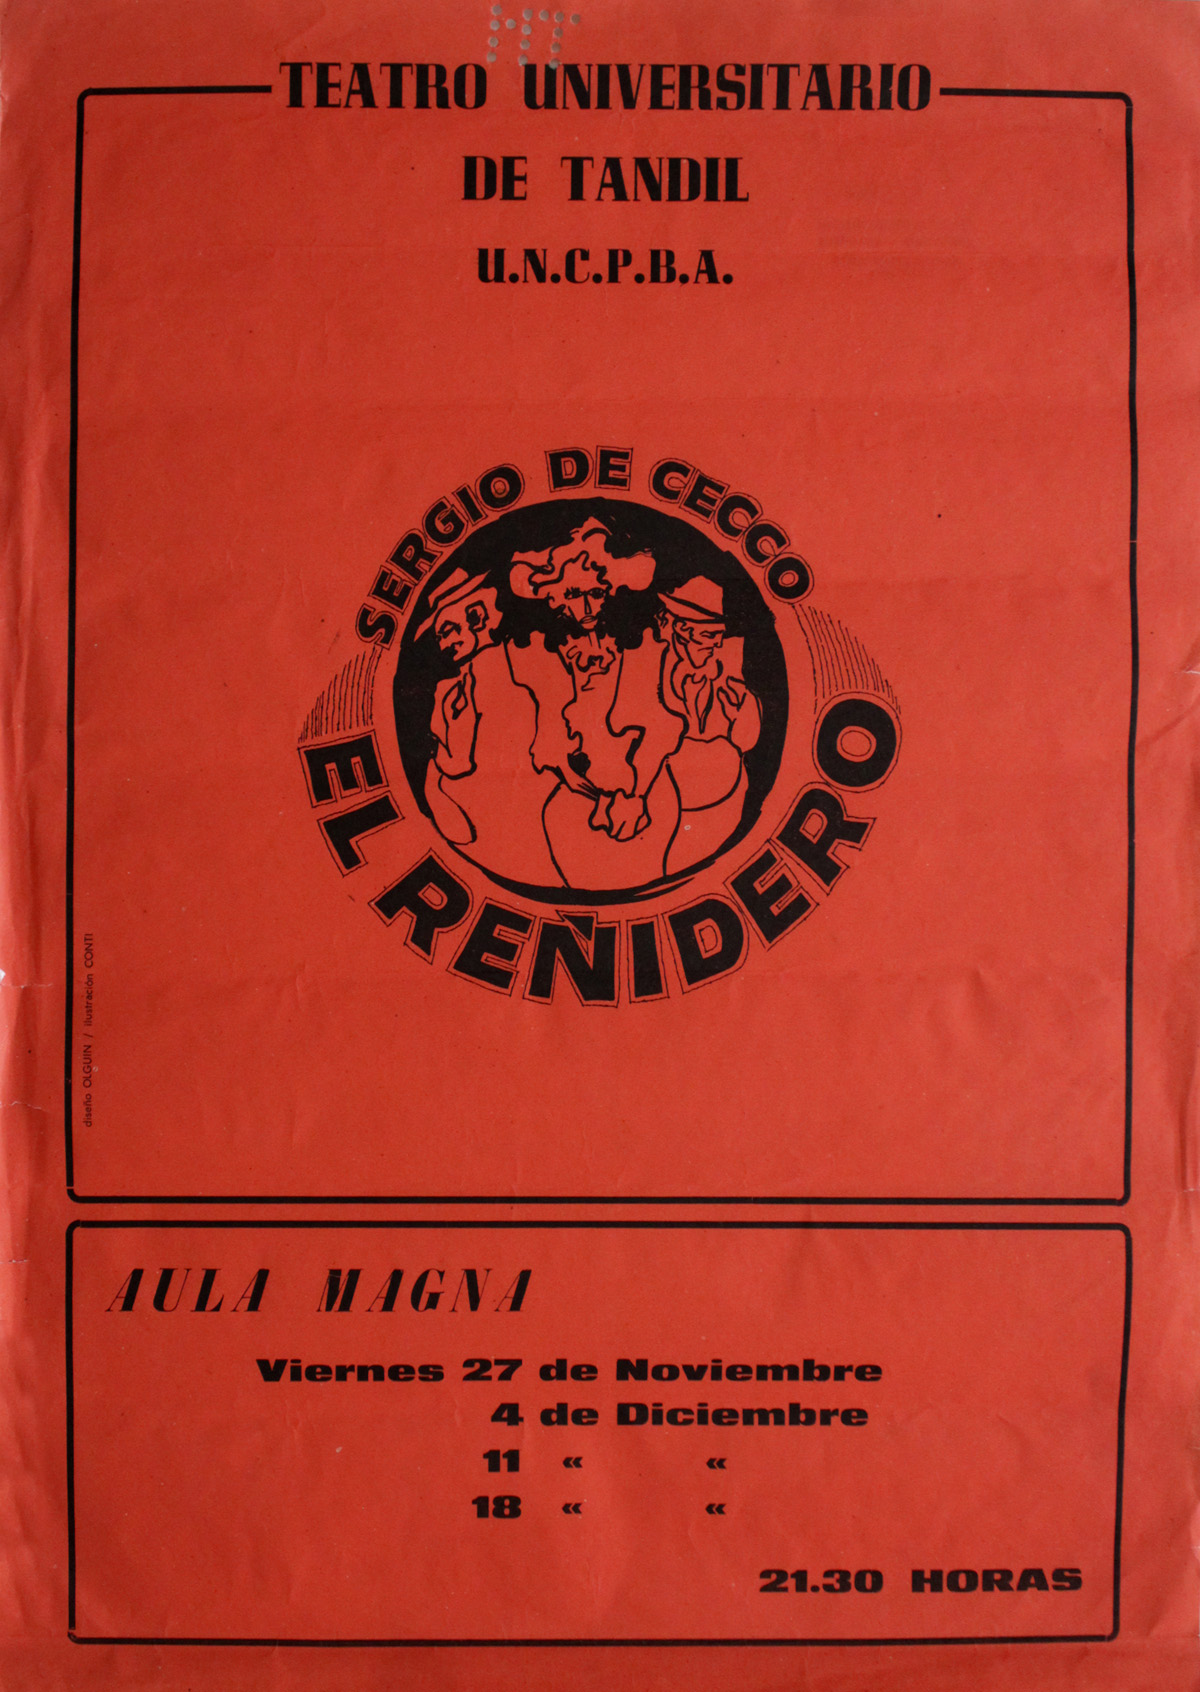 MT
TEATRO UNIVERSITARIO
DE TANDIL
U.N.C.P.B.A.
SERGIO DE CECCO
EL REÑIDERO
diseño OLGUIN / ilustración CONTI
AULA MAGNA
Viernes 27 de Noviembre
4 de Diciembre
11 « «
18 « «
21.30 HORAS